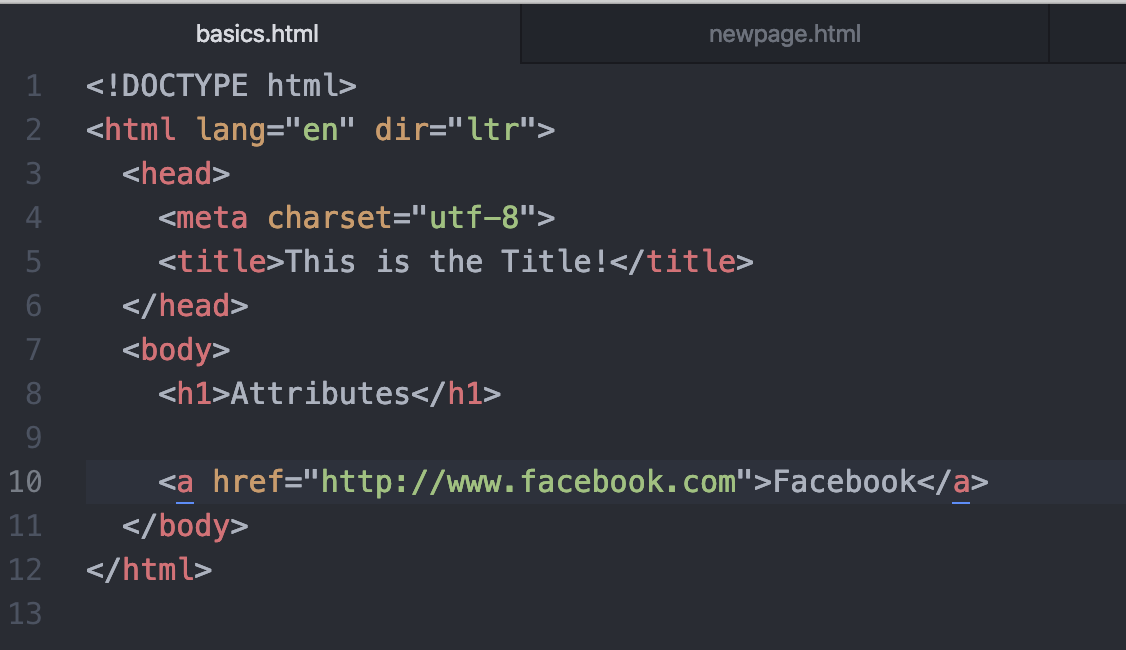 basics.html newpage.html
1 <!DOCTYPE html>
2 <html lang="en" dir="ltr">
3   <head>
4     <meta charset="utf-8">
5     <title>This is the Title!</title>
6   </head>
7   <body>
8     <h1>Attributes</h1>
9
10     <a href="http://www.facebook.com">Facebook</a>
11   </body>
12 </html>
13